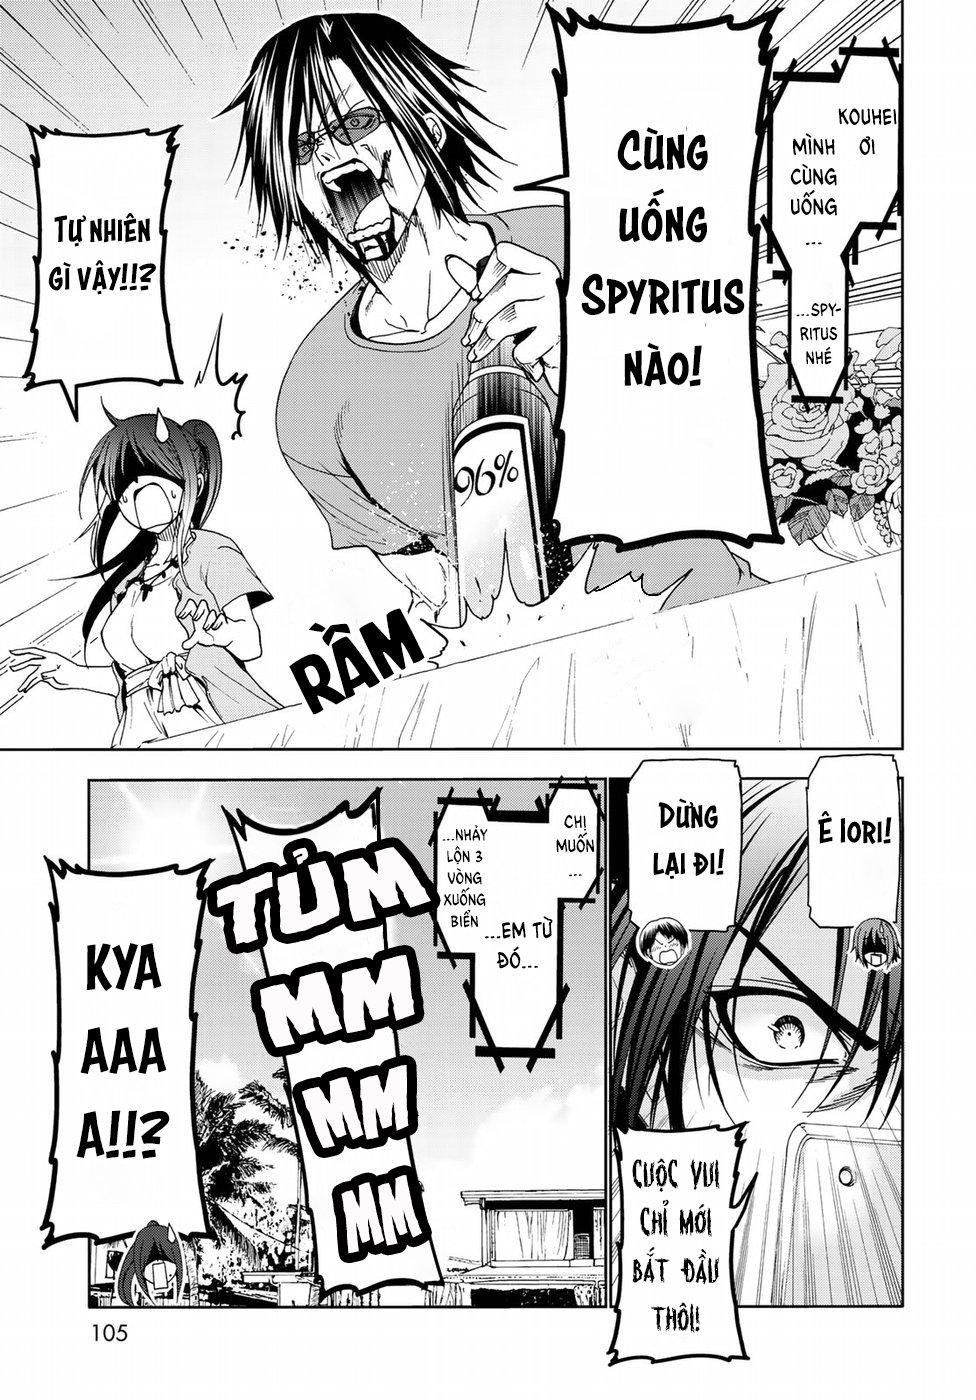 KOUHEI
ƠI
MÌNH
CÙNG
UỐNG
...
...SPY-
RITUS
NHÉ
CÙNG
UỐNG
SPYRITUS
NÀO!
TỰ NHIÊN
GÌ VẬY!!?
96%
RẦM
Ê IORI!
DỪNG
LẠI ĐI!
CUỘC VUI
CHỈ MỚI
BẮT ĐẦU
THÔI!
CHỊ
MUỐN
...
...EM TỪ
ĐÓ...
...NHẢY
LỘN 3
VÒNG
XUỐNG
BIỂN
TỦM
MM
MM
MM
KYA
AAA
A!!?
105